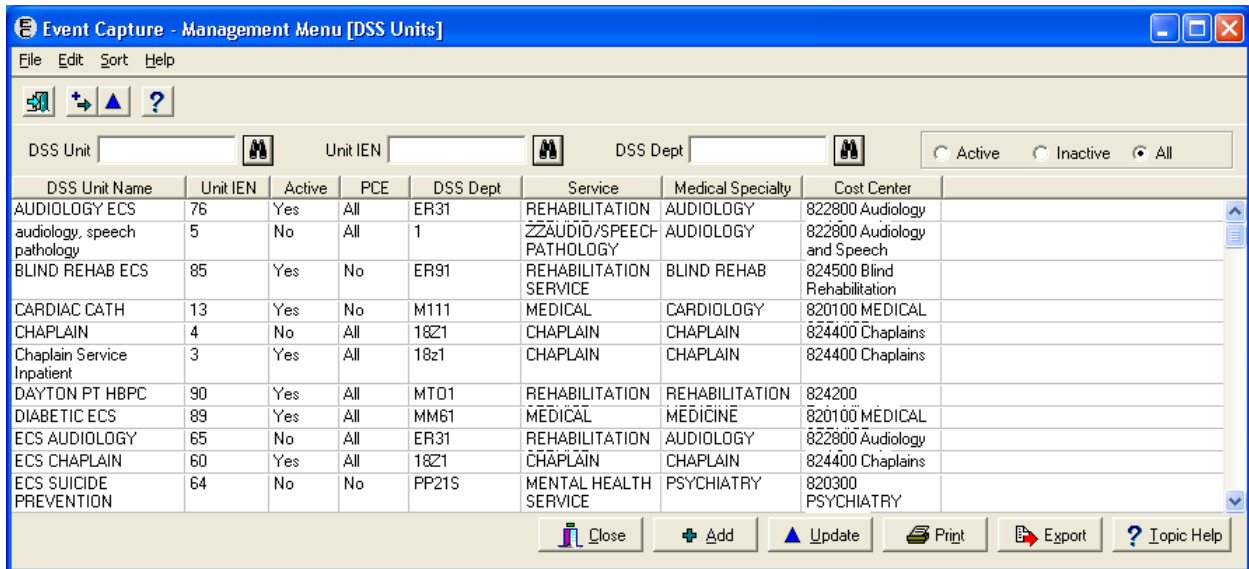 Event Capture - Management Menu [DSS Units]
File Edit Sort Help
DSS Unit Unit IEN DSS Dept Active Inactive All
DSS Unit Name Unit IEN Active PCE DSS Dept Service Medical Specialty Cost Center
AUDIOLOGY ECS 76 Yes All ER31 REHABILITATION AUDIOLOGY 822800 Audiology
audiology, speech 5 No All 1 ZZAUDIO/SPEECH AUDIOLOGY 822800 Audiology
pathology PATHOLOGY and Speech
BLIND REHAB ECS 85 Yes No ER91 REHABILITATION BLIND REHAB 824500 Blind
SERVICE Rehabilitation
CARDIAC CATH 13 Yes No M111 MEDICAL CARDIOLOGY 820100 MEDICAL
CHAPLAIN 4 No All 18Z1 CHAPLAIN CHAPLAIN 824400 Chaplains
Chaplain Service 3 Yes All 18z1 CHAPLAIN CHAPLAIN 824400 Chaplains
Inpatient
DAYTON PT HBPC 90 Yes All MTO1 REHABILITATION REHABILITATION 824200
DIABETIC ECS 89 Yes All MM61 MEDICAL MEDICINE 820100 MEDICAL
ECS AUDIOLOGY 65 No All ER31 REHABILITATION AUDIOLOGY 822800 Audiology
ECS CHAPLAIN 60 Yes All 18Z1 CHAPLAIN CHAPLAIN 824400 Chaplains
ECS SUICIDE 64 No No PP21S MENTAL HEALTH PSYCHIATRY 820300
PREVENTION SERVICE PSYCHIATRY
Close Add Update Print Export Topic Help